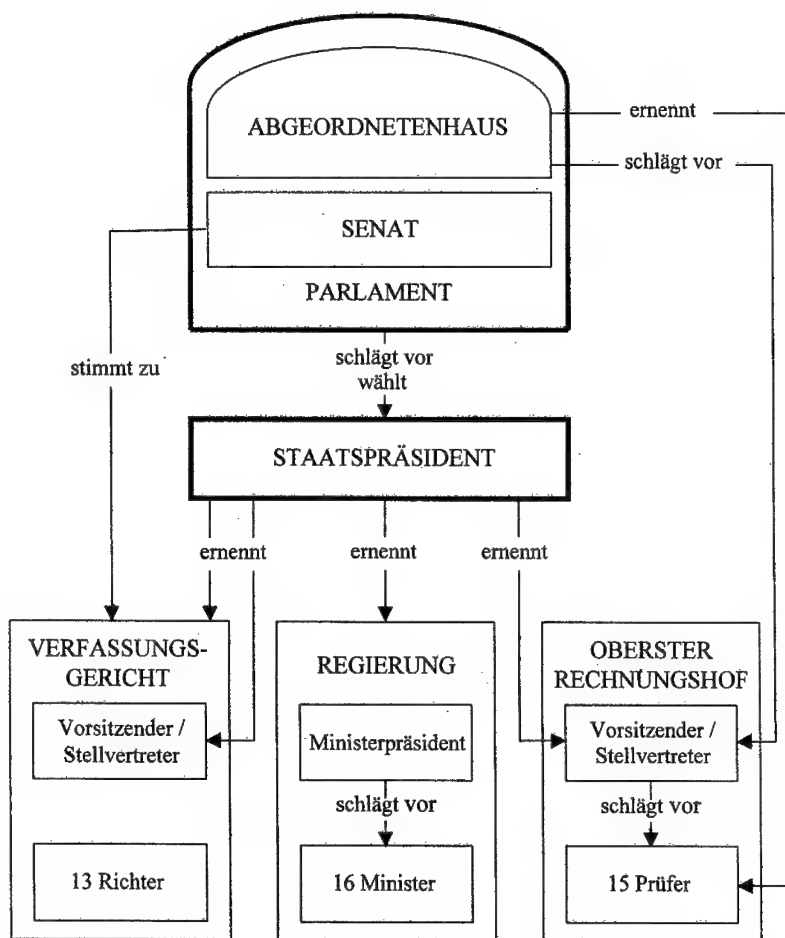 ABGEORDNETENHAUS
ernennt
schlägt vor
SENAT
PARLAMENT
stimmt zu
schlägt vor
wählt
STAATSPRÄSIDENT
ernennt
ernennt
ernennt
VERFASSUNGS-
GERICHT
Vorsitzender /
Stellvertreter
13 Richter
REGIERUNG
Ministerpräsident
schlägt vor
16 Minister
OBERSTER
RECHNUNGSHOF
Vorsitzender /
Stellvertreter
schlägt vor
15 Prüfer